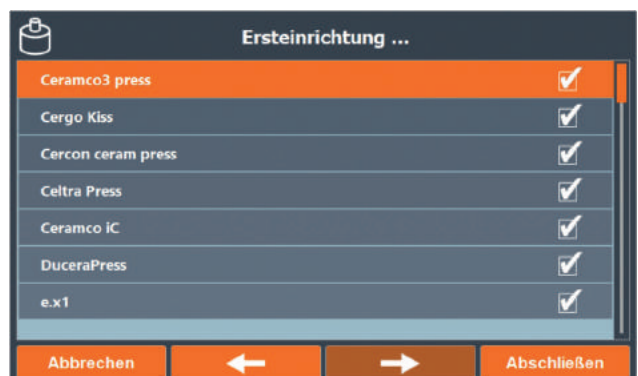 Ersteinrichtung ...
Ceramco3 press
Cergo Kiss
Cercon ceram press
Celtra Press
Ceramco iC
DuceraPress
e.x1
Abbrechen Abschließen